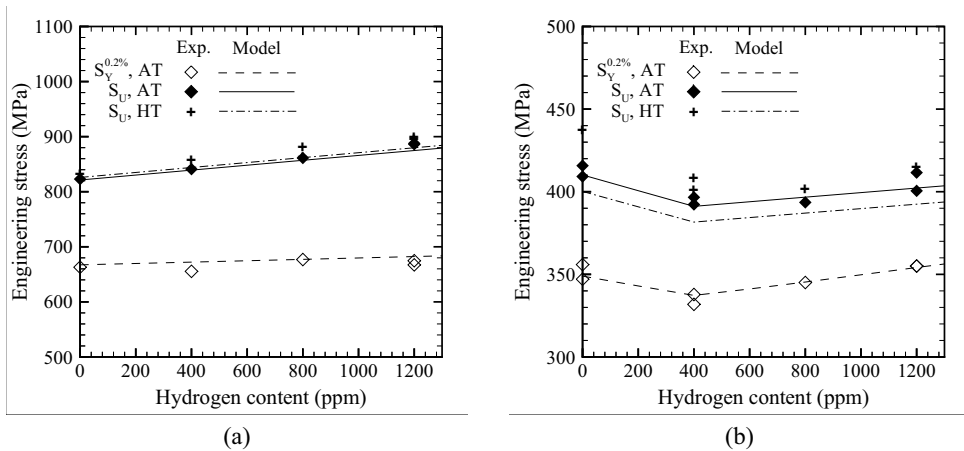 1100
1000
900
800
700
600
500
Engineering stress (MPa)
Exp. Model
S_Y^0.2%, AT
S_U, AT
S_U, HT
0 200 400 600 800 1000 1200
Hydrogen content (ppm)
(a)
500
450
400
350
300
Engineering stress (MPa)
Exp. Model
S_Y^0.2%, AT
S_U, AT
S_U, HT
0 200 400 600 800 1000 1200
Hydrogen content (ppm)
(b)